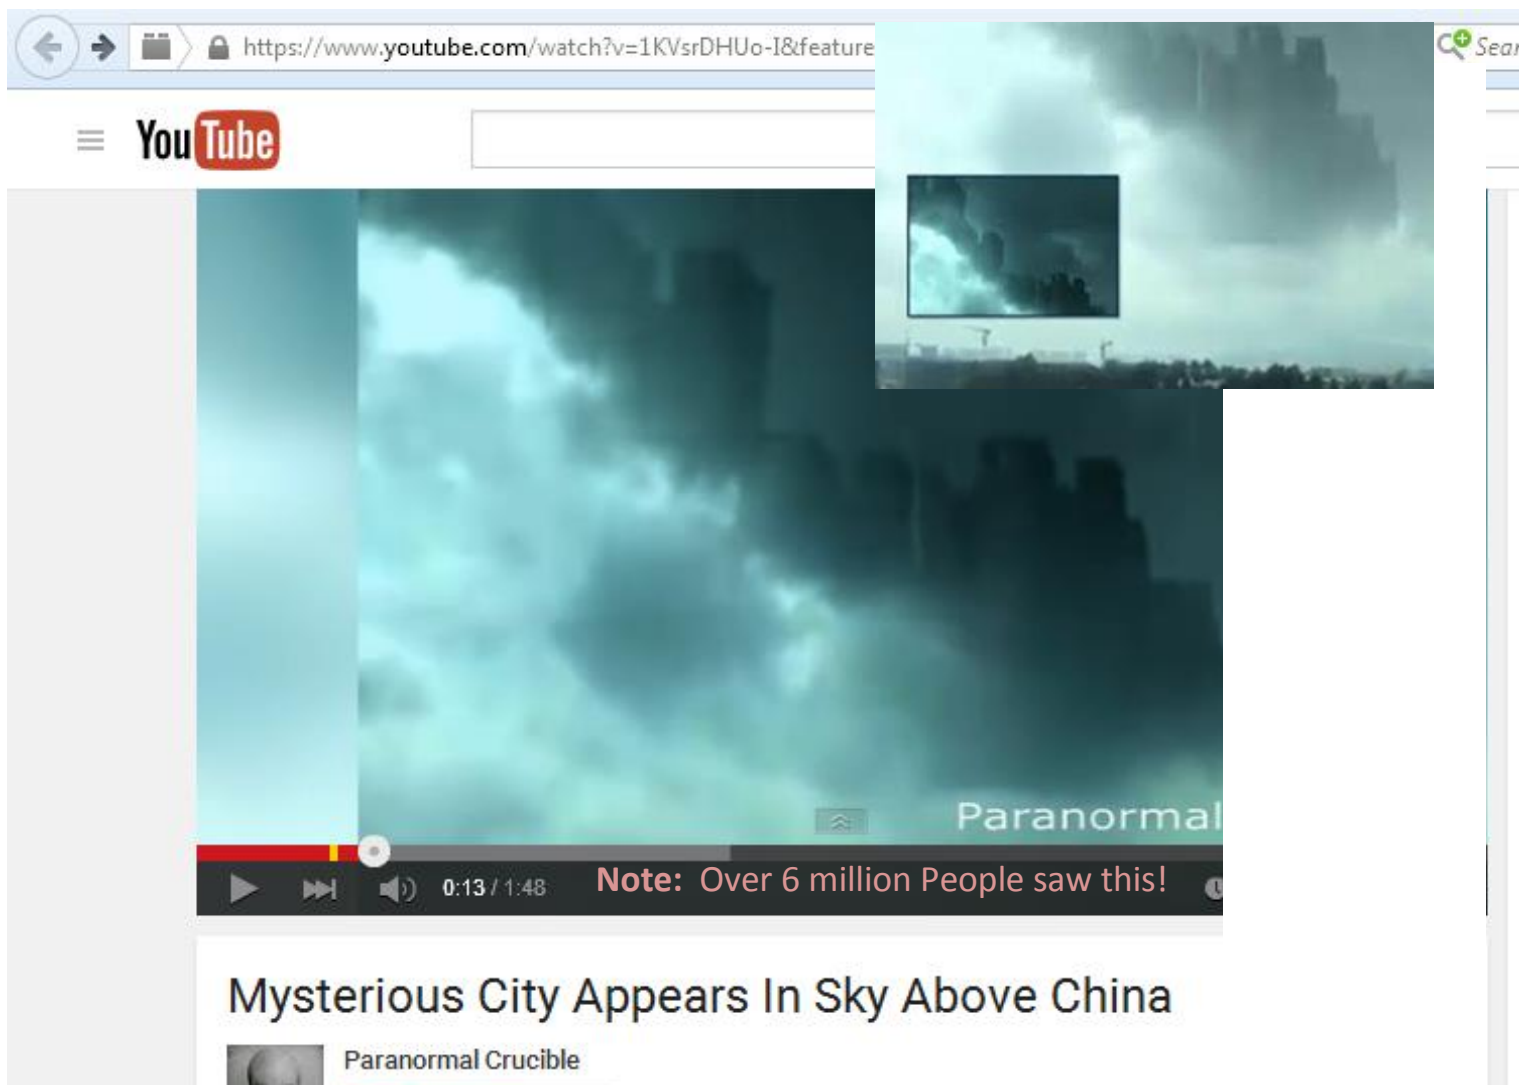 https://www.youtube.com/watch?v=1KVsrDHUo-I&feature
Sear
YouTube
Paranormal
0:13 / 1:48
Note: Over 6 million People saw this!
Mysterious City Appears In Sky Above China
Paranormal Crucible